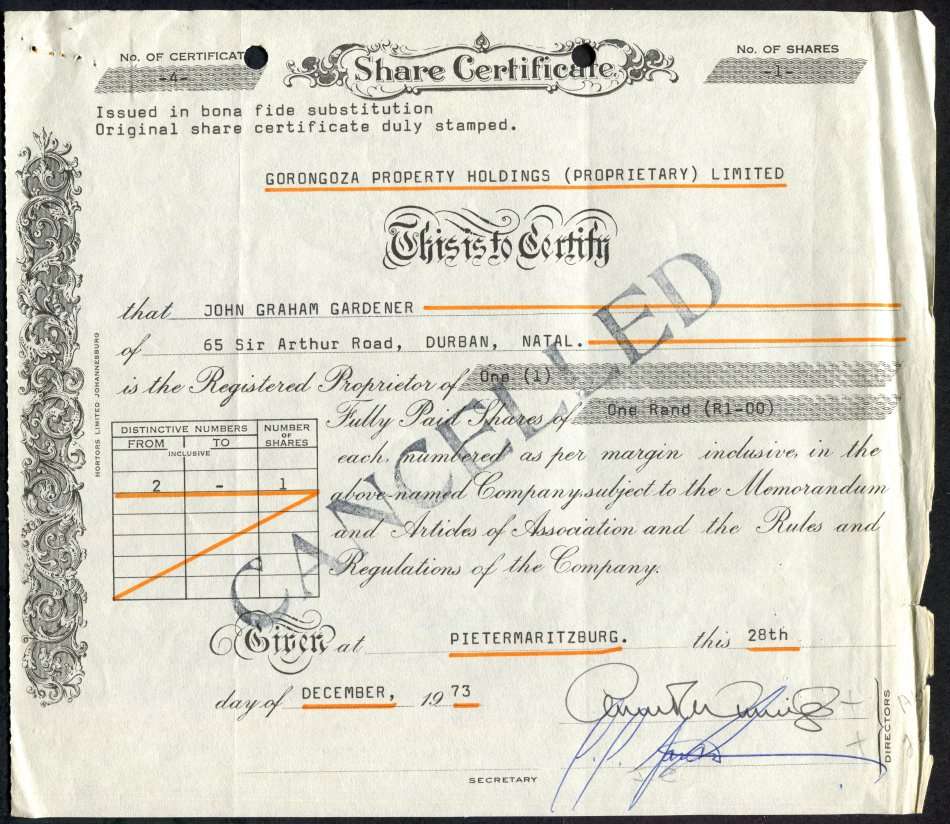 No. OF CERTIFICAT
-4-
Share Certificate
No. OF SHARES
-1-
Issued in bona fide substitution
Original share certificate duly stamped.
GORONGOZA PROPERTY HOLDINGS (PROPRIETARY) LIMITED
This is to Certify
that JOHN GRAHAM GARDENER
of 65 Sir Arthur Road, DURBAN, NATAL.
is the Registered Proprietor of One (1)
Fully Paid Shares of One Rand (R1-00)
each, numbered as per margin inclusive, in the
above-named Company, subject to the Memorandum
and Articles of Association and the Rules and
Regulations of the Company.
DISTINCTIVE NUMBERS NUMBER OF SHARES
FROM TO
INCLUSIVE
2 - 1
HORTORS LIMITED JOHANNESBURG
CANCELLED
Given at PIETERMARITZBURG. this 28th
day of DECEMBER, 1973
DIRECTORS
SECRETARY